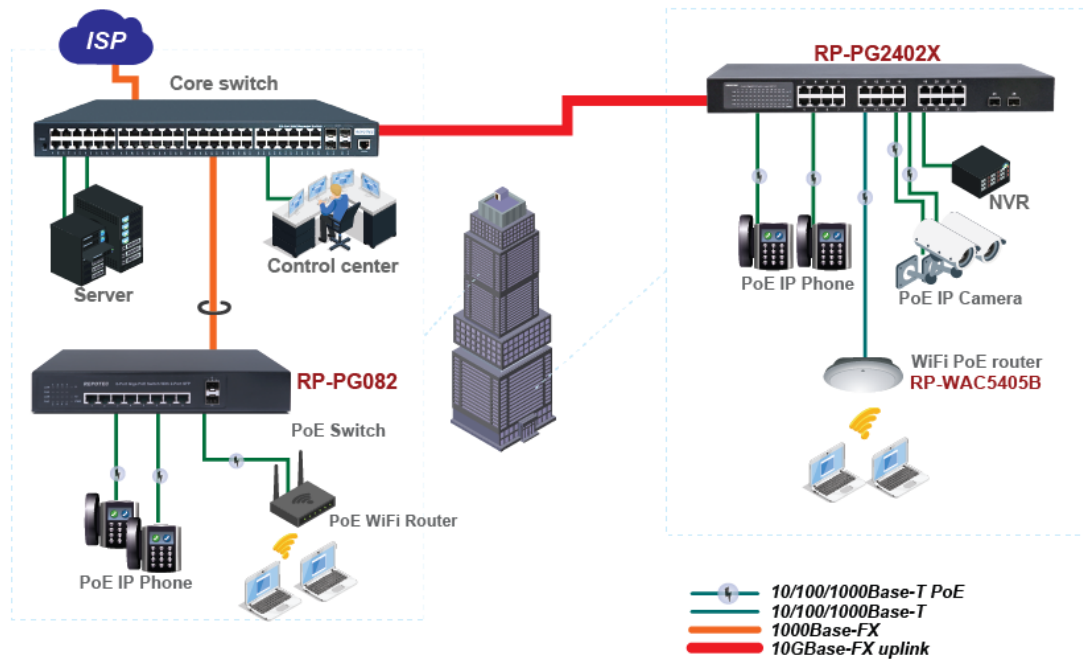 ISP
Core switch
RP-PG2402X
Server
Control center
NVR
PoE IP Phone
PoE IP Camera
WiFi PoE router
RP-WAC5405B
REPOTEC
RP-PG082
PoE Switch
PoE WiFi Router
PoE IP Phone
10/100/1000Base-T PoE
10/100/1000Base-T
1000Base-FX
10GBase-FX uplink